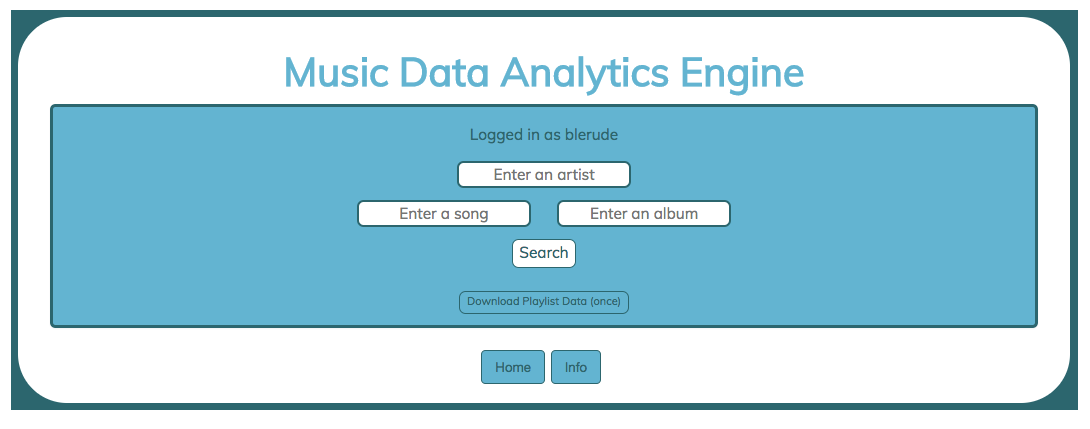 Music Data Analytics Engine
Logged in as blerude
Enter an artist
Enter a song
Enter an album
Search
Download Playlist Data (once)
Home
Info